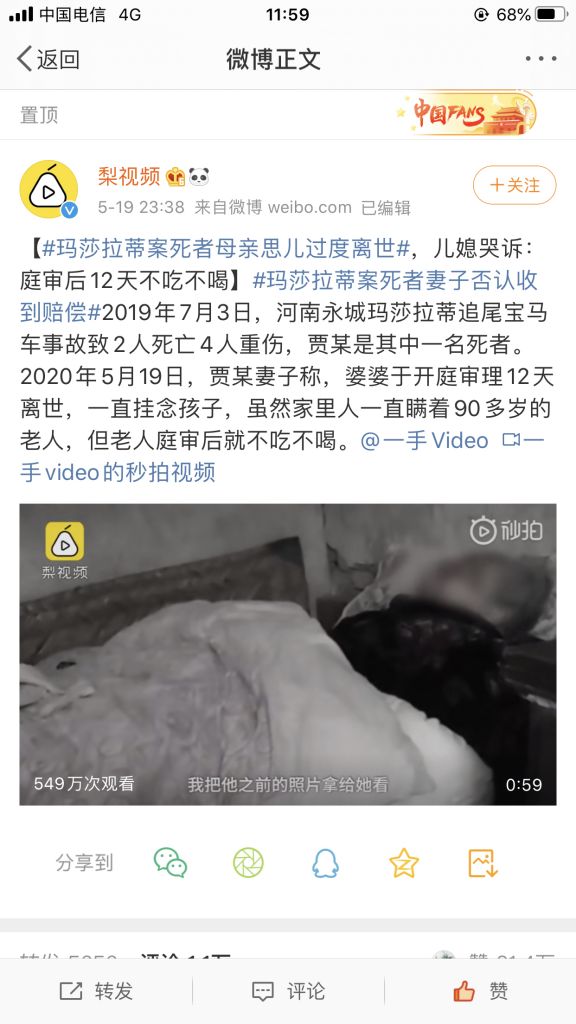 中国电信 4G 11:59 68%
返回 微博正文
置顶 中国FANS
梨视频
+关注
5-19 23:38 来自微博 weibo.com 已编辑
【#玛莎拉蒂案死者母亲思儿过度离世#，儿媳哭诉：
庭审后12天不吃不喝】#玛莎拉蒂案死者妻子否认收
到赔偿#2019年7月3日，河南永城玛莎拉蒂追尾宝马
车事故致2人死亡4人重伤，贾某是其中一名死者。
2020年5月19日，贾某妻子称，婆婆于开庭审理12天
离世，一直挂念孩子，虽然家里人一直瞒着90多岁的
老人，但老人庭审后就不吃不喝。@一手Video 一
手video的秒拍视频
梨视频
秒拍
549万次观看 我把他之前的照片拿给她看 0:59
分享到
转发 评论 赞